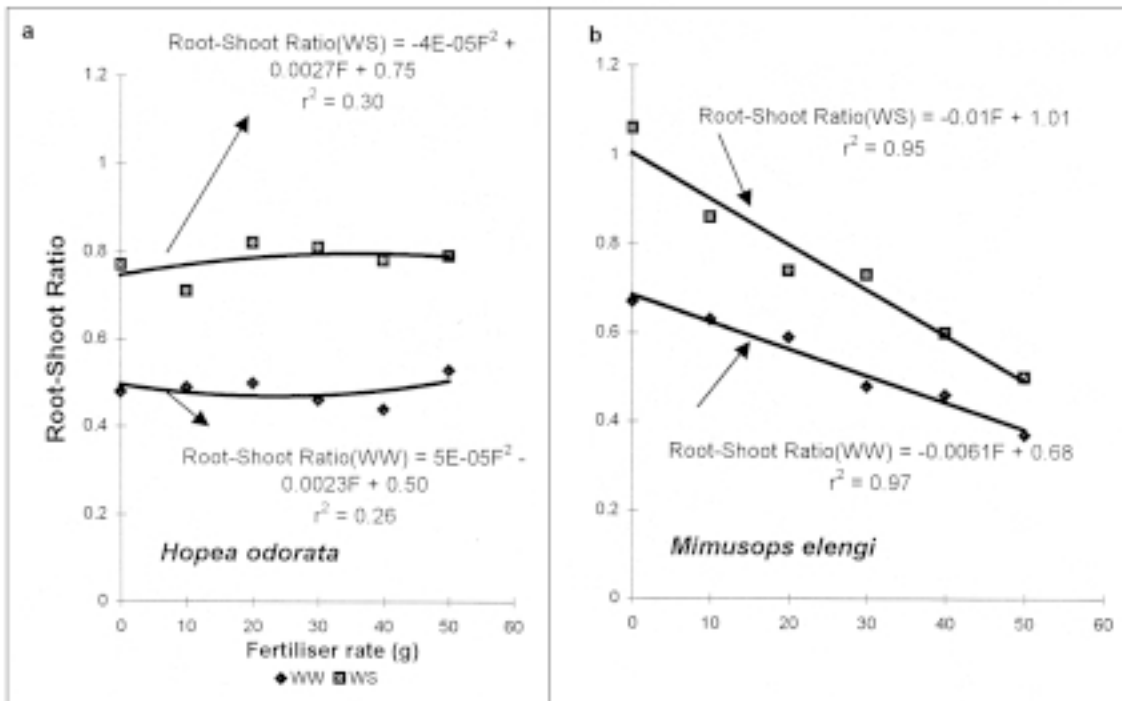 a
Root-Shoot Ratio(WS) = -4E-05F² +
0.0027F + 0.75
r² = 0.30
1.2
1
0.8
0.6
0.4
0.2
0
Root-Shoot Ratio
Root-Shoot Ratio(WW) = 5E-05F² -
0.0023F + 0.50
r² = 0.26
Hopea odorata
0 10 20 30 40 50 60
Fertiliser rate (g)
WW WS
b
1.2
1
0.8
0.6
0.4
0.2
0
Root-Shoot Ratio(WS) = -0.01F + 1.01
r² = 0.95
Root-Shoot Ratio(WW) = -0.0061F + 0.68
r² = 0.97
Mimusops elengi
0 10 20 30 40 50 60